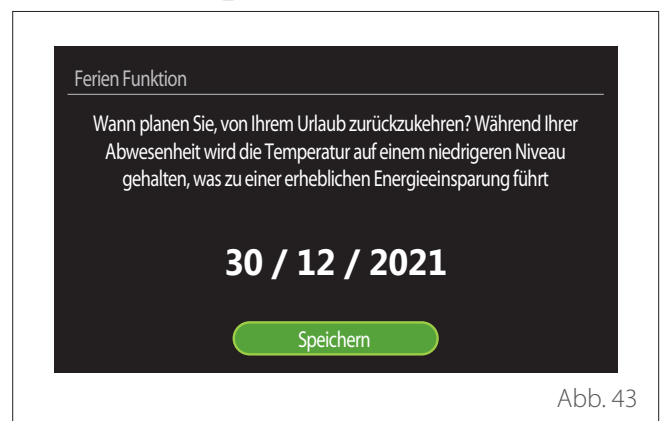 Ferien Funktion
Wann planen Sie, von Ihrem Urlaub zurückzukehren? Während Ihrer
Abwesenheit wird die Temperatur auf einem niedrigeren Niveau
gehalten, was zu einer erheblichen Energieeinsparung führt
30 / 12 / 2021
Speichern
Abb. 43